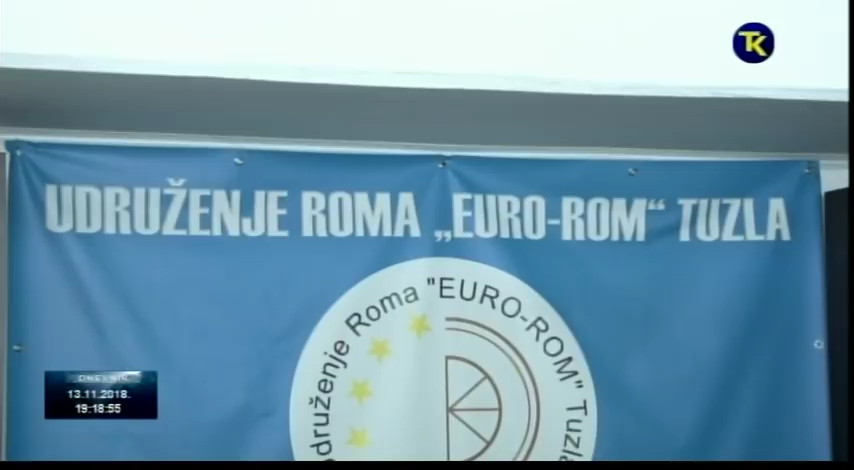 TK
UDRUŽENJE ROMA „EURO-ROM“ TUZLA
Udruženje Roma "EURO-ROM" Tuzla
DNEVNIK
13.11.2018.
19:18:55